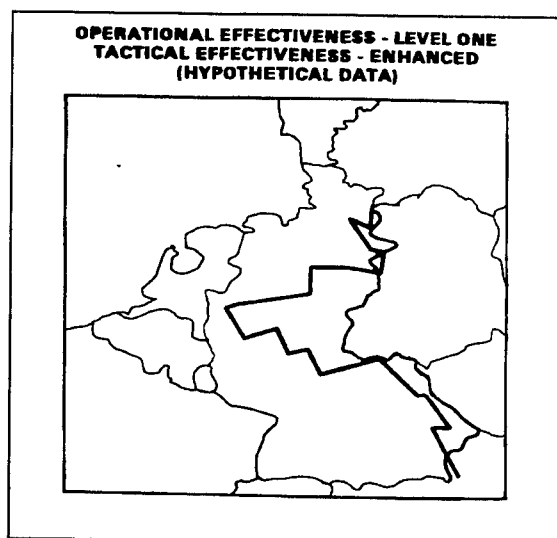 OPERATIONAL EFFECTIVENESS - LEVEL ONE
TACTICAL EFFECTIVENESS - ENHANCED
(HYPOTHETICAL DATA)